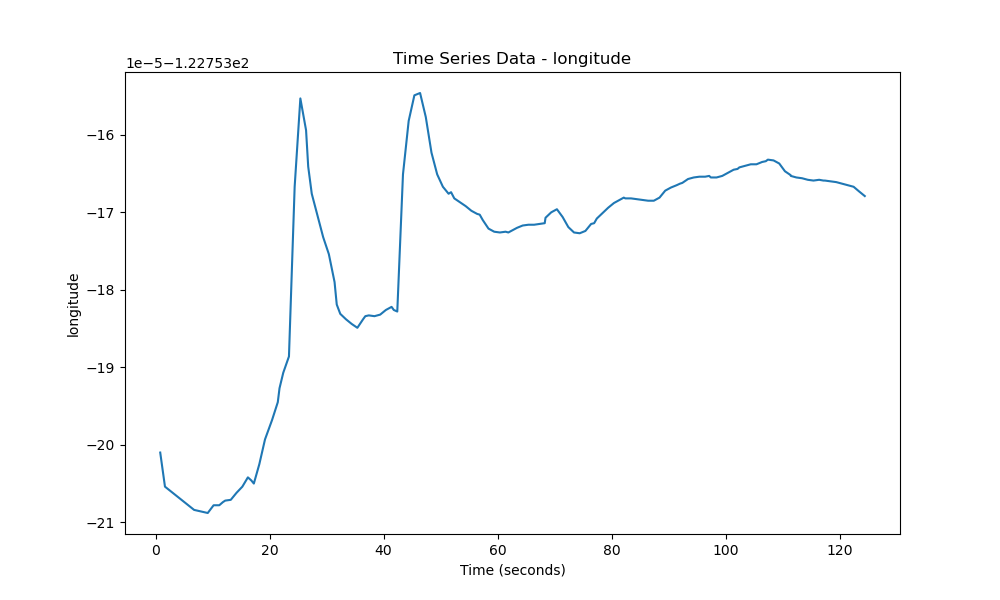 Time Series Data - longitude
1e-5-1.22753e2
−16
−17
−18
−19
−20
−21
longitude
0 20 40 60 80 100 120
Time (seconds)